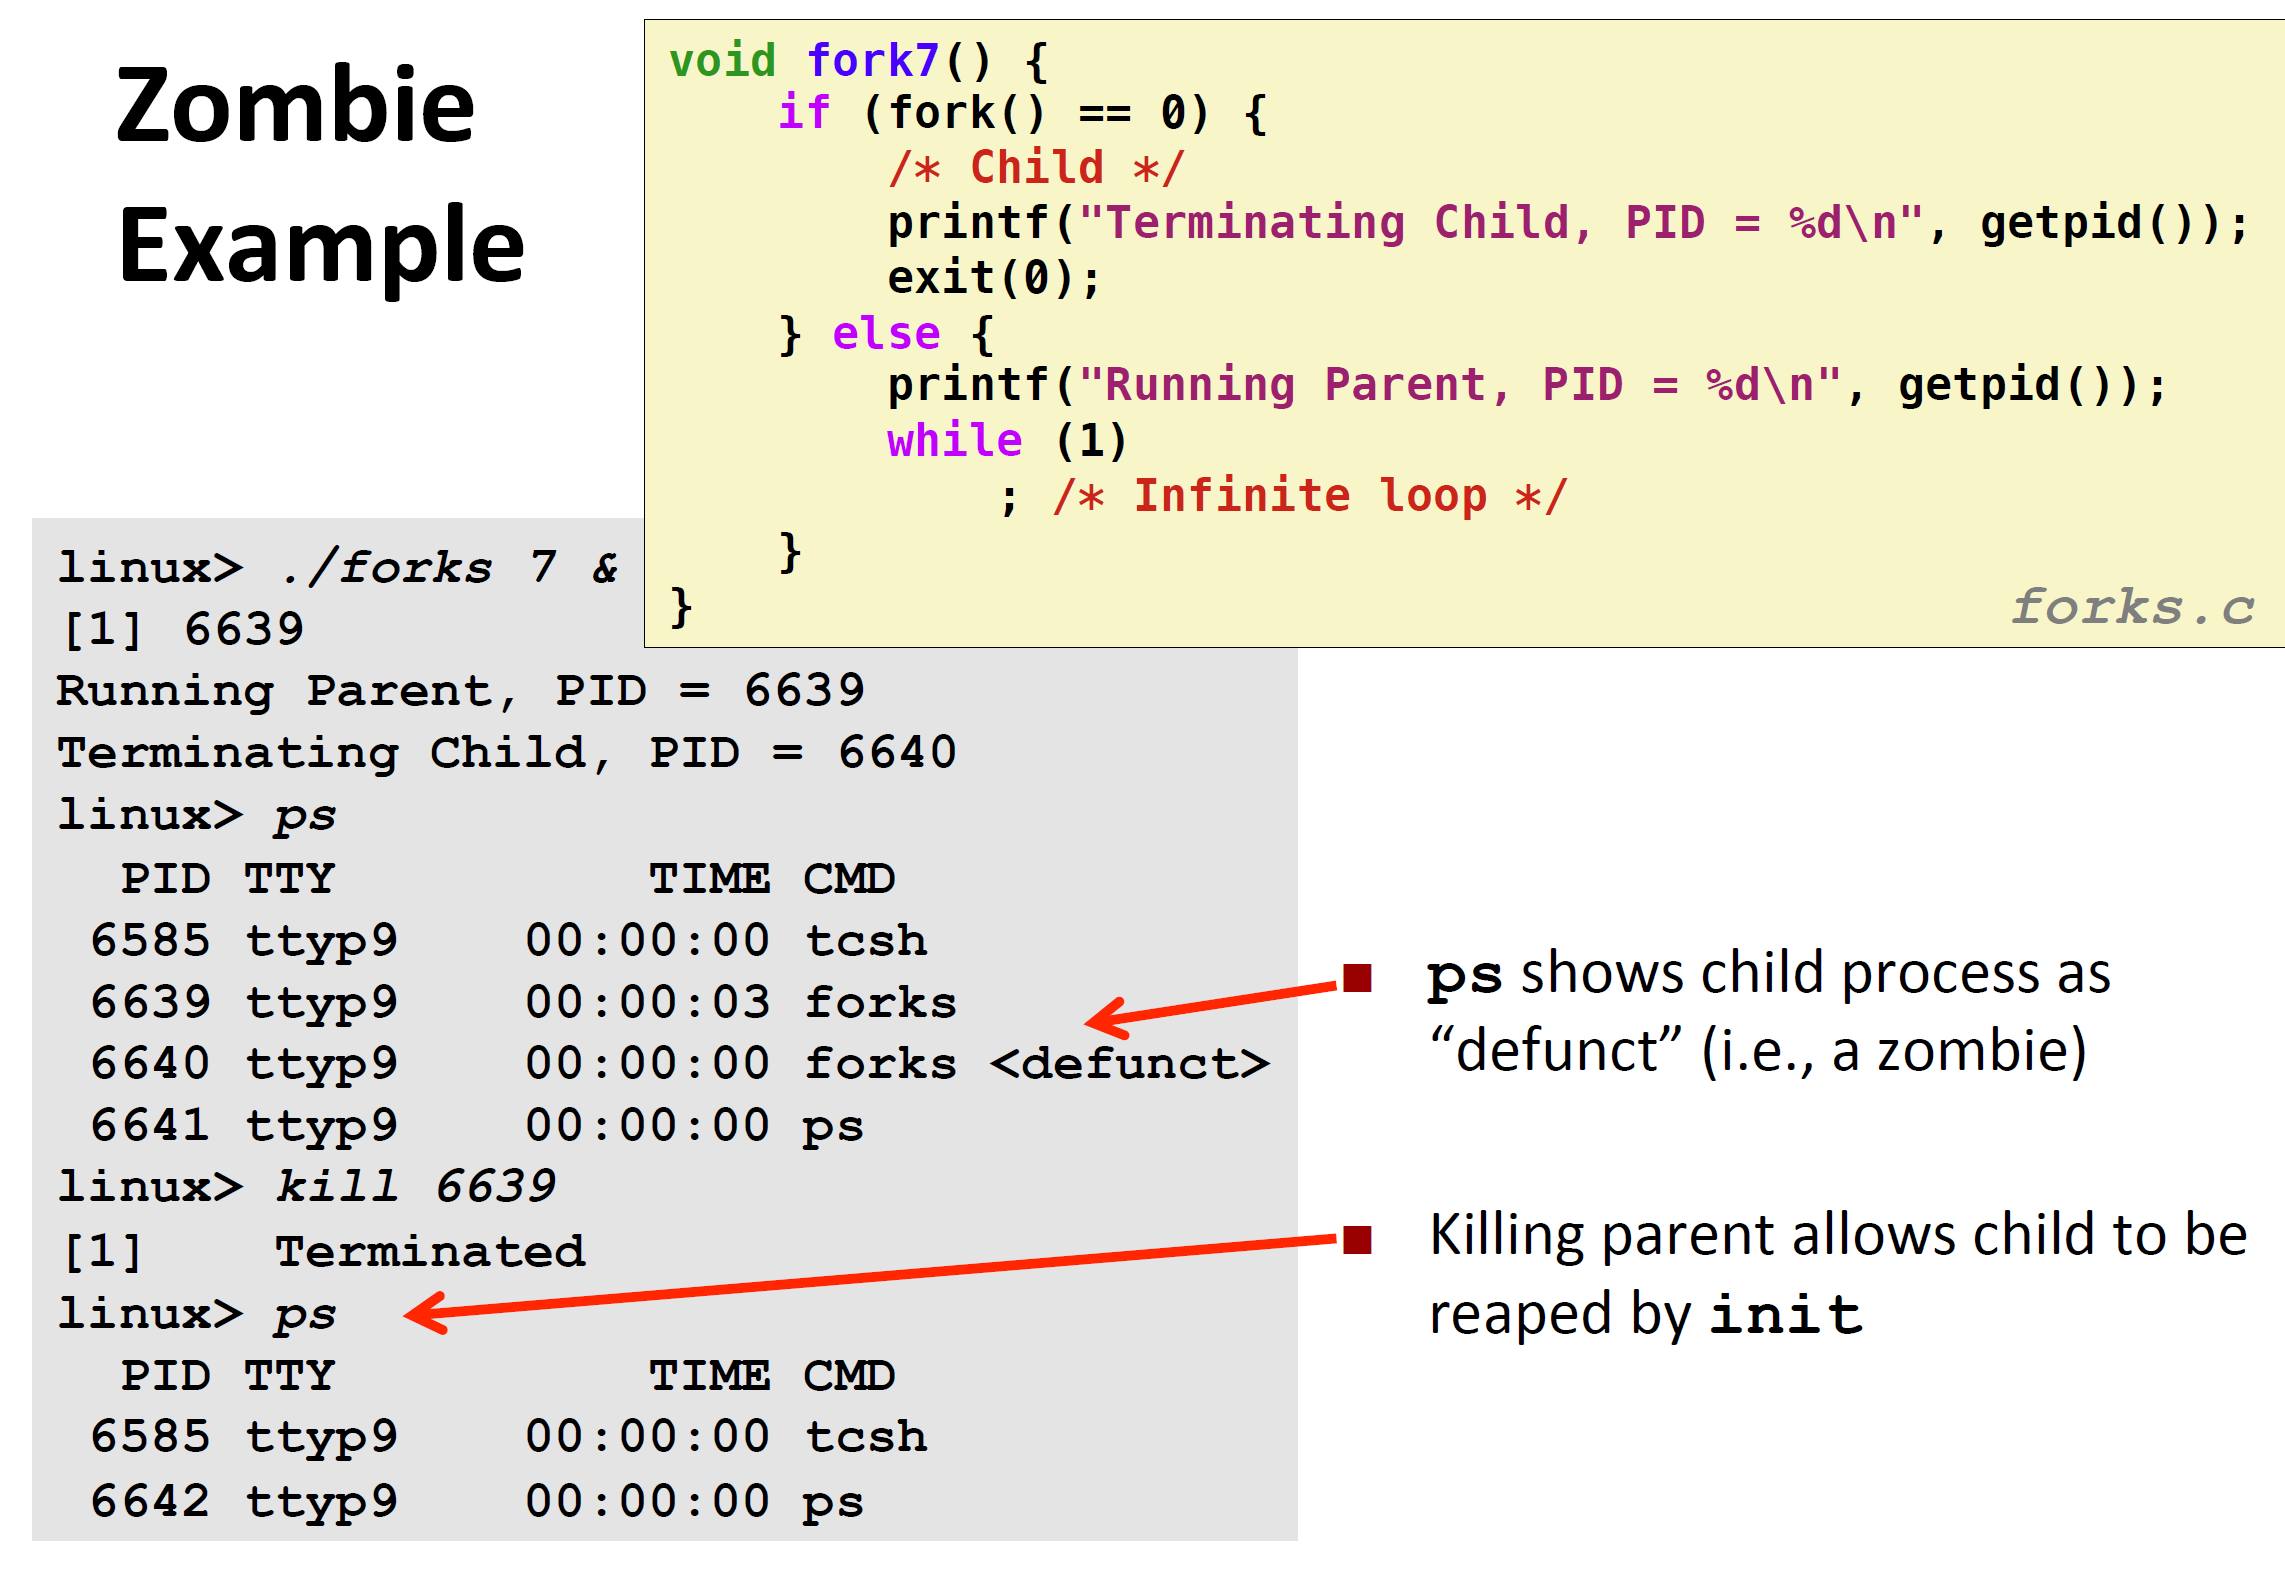 Zombie
Example
void fork7() {
    if (fork() == 0) {
        /* Child */
        printf("Terminating Child, PID = %d\n", getpid());
        exit(0);
    } else {
        printf("Running Parent, PID = %d\n", getpid());
        while (1)
            ; /* Infinite loop */
    }
}
forks.c
linux> ./forks 7 &
[1] 6639
Running Parent, PID = 6639
Terminating Child, PID = 6640
linux> ps
  PID TTY          TIME CMD
 6585 ttyp9    00:00:00 tcsh
 6639 ttyp9    00:00:03 forks
 6640 ttyp9    00:00:00 forks <defunct>
 6641 ttyp9    00:00:00 ps
linux> kill 6639
[1]    Terminated
linux> ps
  PID TTY          TIME CMD
 6585 ttyp9    00:00:00 tcsh
 6642 ttyp9    00:00:00 ps
ps shows child process as
“defunct” (i.e., a zombie)
Killing parent allows child to be
reaped by init